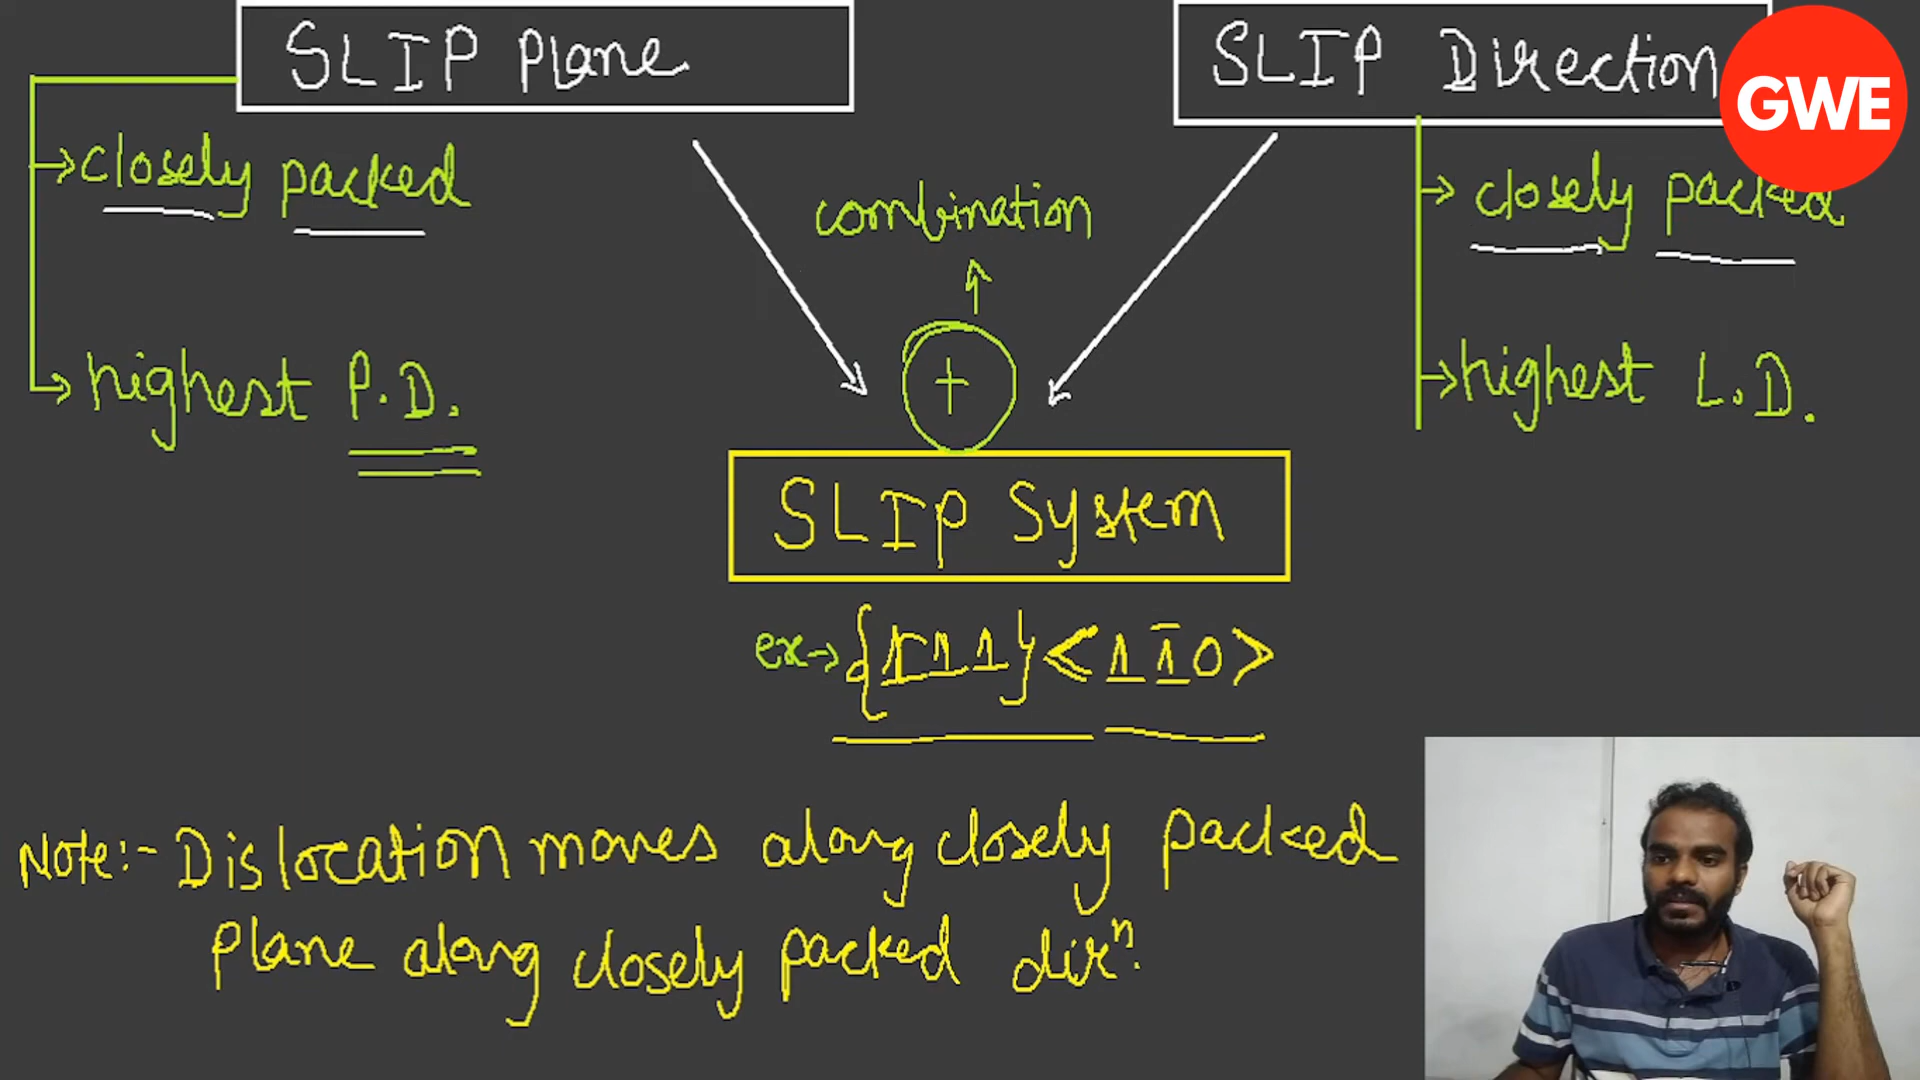 SLIP Plane
SLIP Direction
GWE
closely packed
combination
closely packed
highest P.D.
+
highest L.D.
SLIP System
ex→ {111}<11̅0>
Note:- Dislocation moves along closely packed
plane along closely packed dirⁿ.